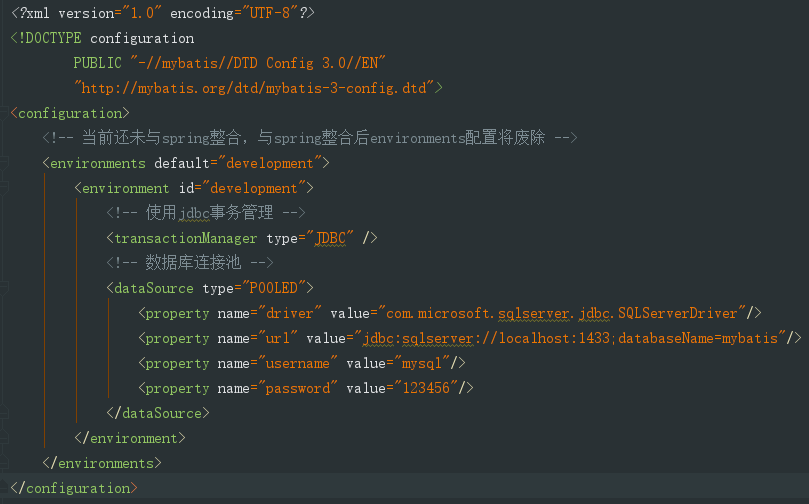 <?xml version="1.0" encoding="UTF-8"?>
<!DOCTYPE configuration
        PUBLIC "-//mybatis//DTD Config 3.0//EN"
        "http://mybatis.org/dtd/mybatis-3-config.dtd">
<configuration>
    <!-- 当前还未与spring整合，与spring整合后environments配置将废除 -->
    <environments default="development">
        <environment id="development">
            <!-- 使用jdbc事务管理 -->
            <transactionManager type="JDBC" />
            <!-- 数据库连接池 -->
            <dataSource type="POOLED">
                <property name="driver" value="com.microsoft.sqlserver.jdbc.SQLServerDriver"/>
                <property name="url" value="jdbc:sqlserver://localhost:1433;databaseName=mybatis"/>
                <property name="username" value="mysql"/>
                <property name="password" value="123456"/>
            </dataSource>
        </environment>
    </environments>
</configuration>